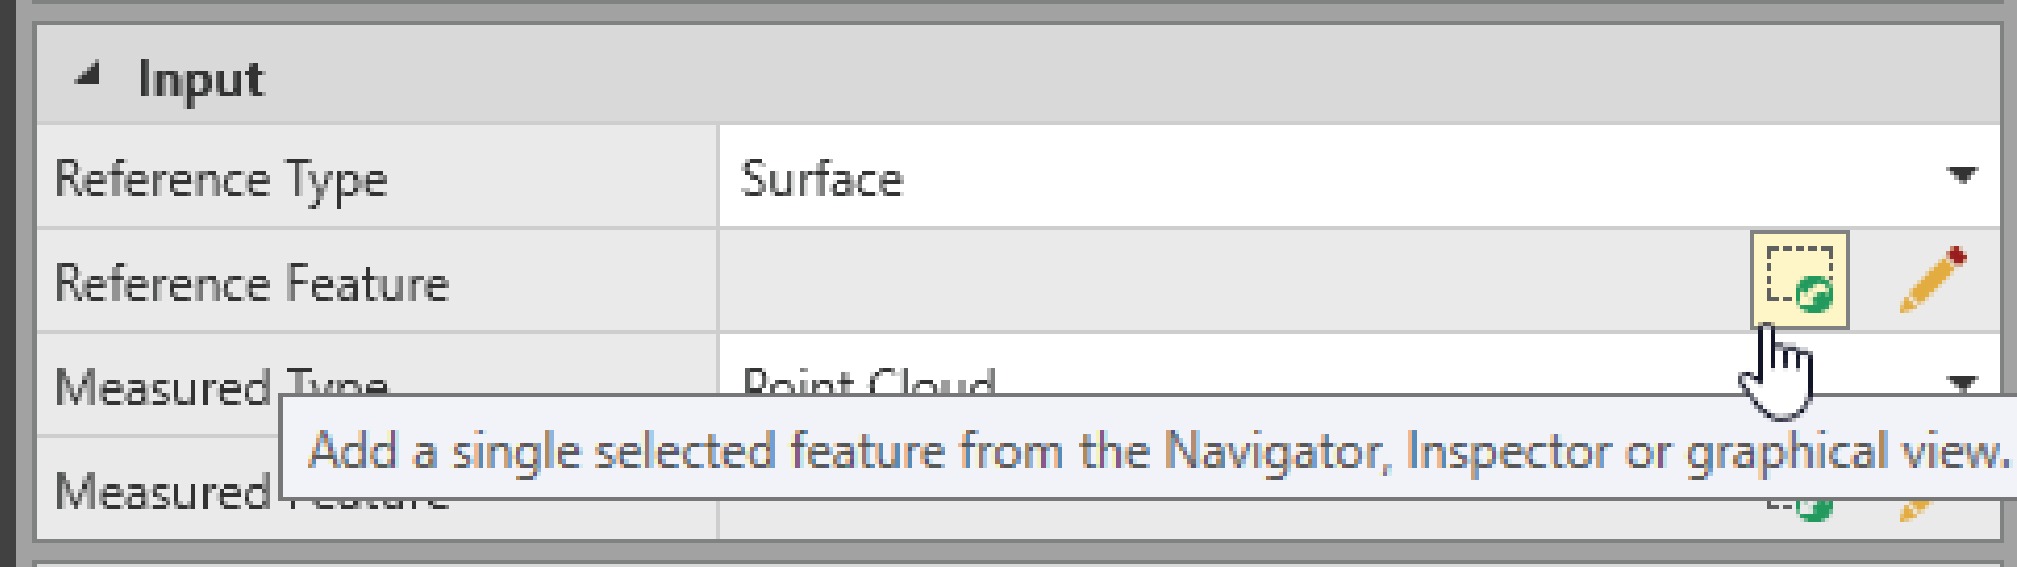 Input
Reference Type Surface
Reference Feature
Measured Type Point Cloud
Add a single selected feature from the Navigator, Inspector or graphical view.
Measured Feature